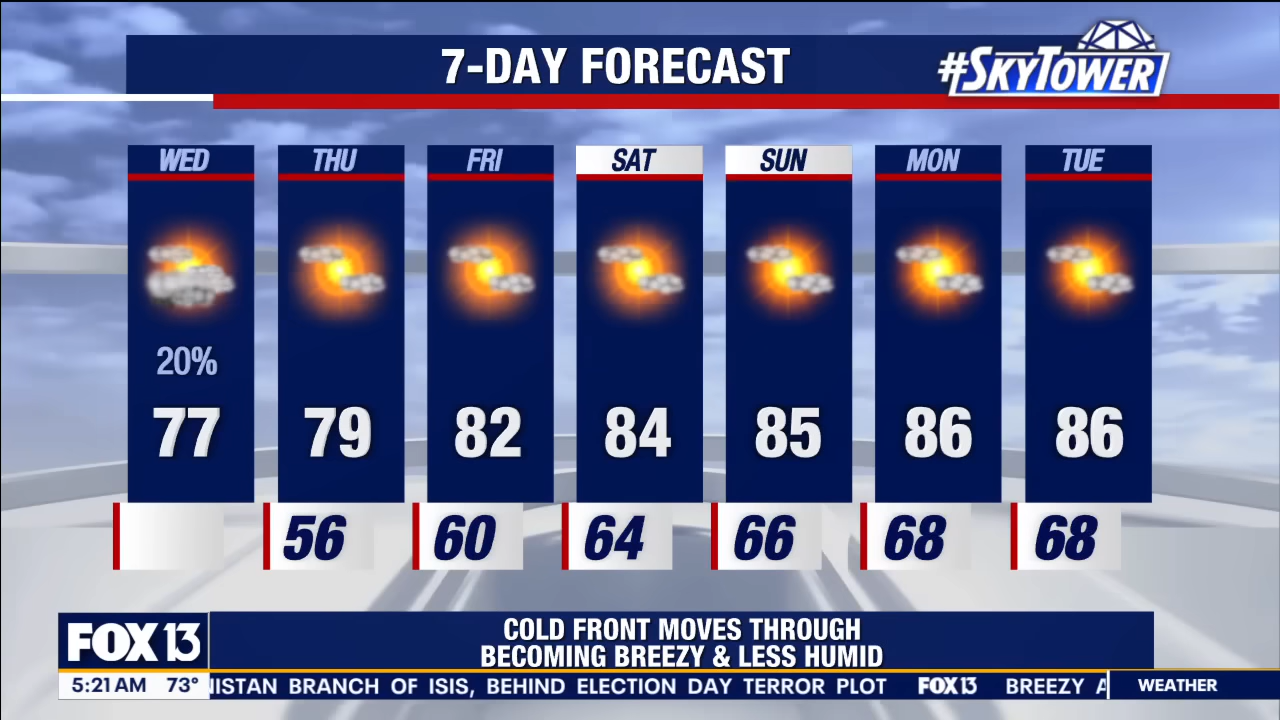 7-DAY FORECAST
#SKYTOWER
WED THU FRI SAT SUN MON TUE
20%
77 79 82 84 85 86 86
56 60 64 66 68 68
FOX 13
COLD FRONT MOVES THROUGH
BECOMING BREEZY & LESS HUMID
5:21 AM 73° NISTAN BRANCH OF ISIS, BEHIND ELECTION DAY TERROR PLOT FOX 13 BREEZY A WEATHER